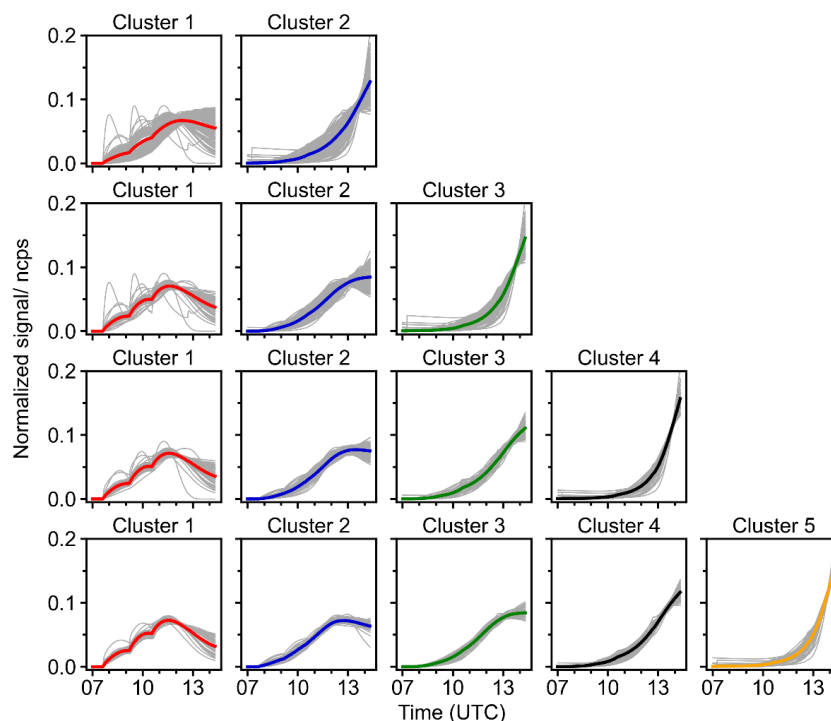 Cluster 1 Cluster 2
0.2
0.1
0.0
Cluster 1 Cluster 2 Cluster 3
0.2
0.1
0.0
Cluster 1 Cluster 2 Cluster 3 Cluster 4
0.2
0.1
0.0
Cluster 1 Cluster 2 Cluster 3 Cluster 4 Cluster 5
0.2
0.1
0.0
07 10 13 07 10 13 07 10 13 07 10 13 07 10 13
Time (UTC)
Normalized signal/ ncps